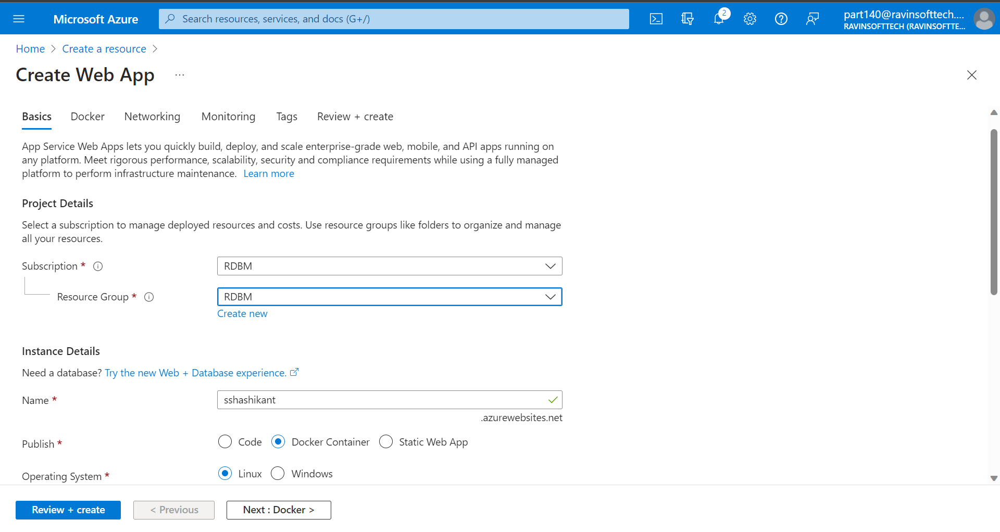 Microsoft Azure
Search resources, services, and docs (G+/)
2
part140@ravinsofttech....
RAVINSOFTTECH (RAVINSOFTTE...
Home > Create a resource >
Create Web App ...
Basics Docker Networking Monitoring Tags Review + create
App Service Web Apps lets you quickly build, deploy, and scale enterprise-grade web, mobile, and API apps running on
any platform. Meet rigorous performance, scalability, security and compliance requirements while using a fully managed
platform to perform infrastructure maintenance. Learn more
Project Details
Select a subscription to manage deployed resources and costs. Use resource groups like folders to organize and manage
all your resources.
Subscription * RDBM
Resource Group * RDBM
Create new
Instance Details
Need a database? Try the new Web + Database experience.
Name * sshashikant
.azurewebsites.net
Publish * Code Docker Container Static Web App
Operating System * Linux Windows
Review + create < Previous Next : Docker >